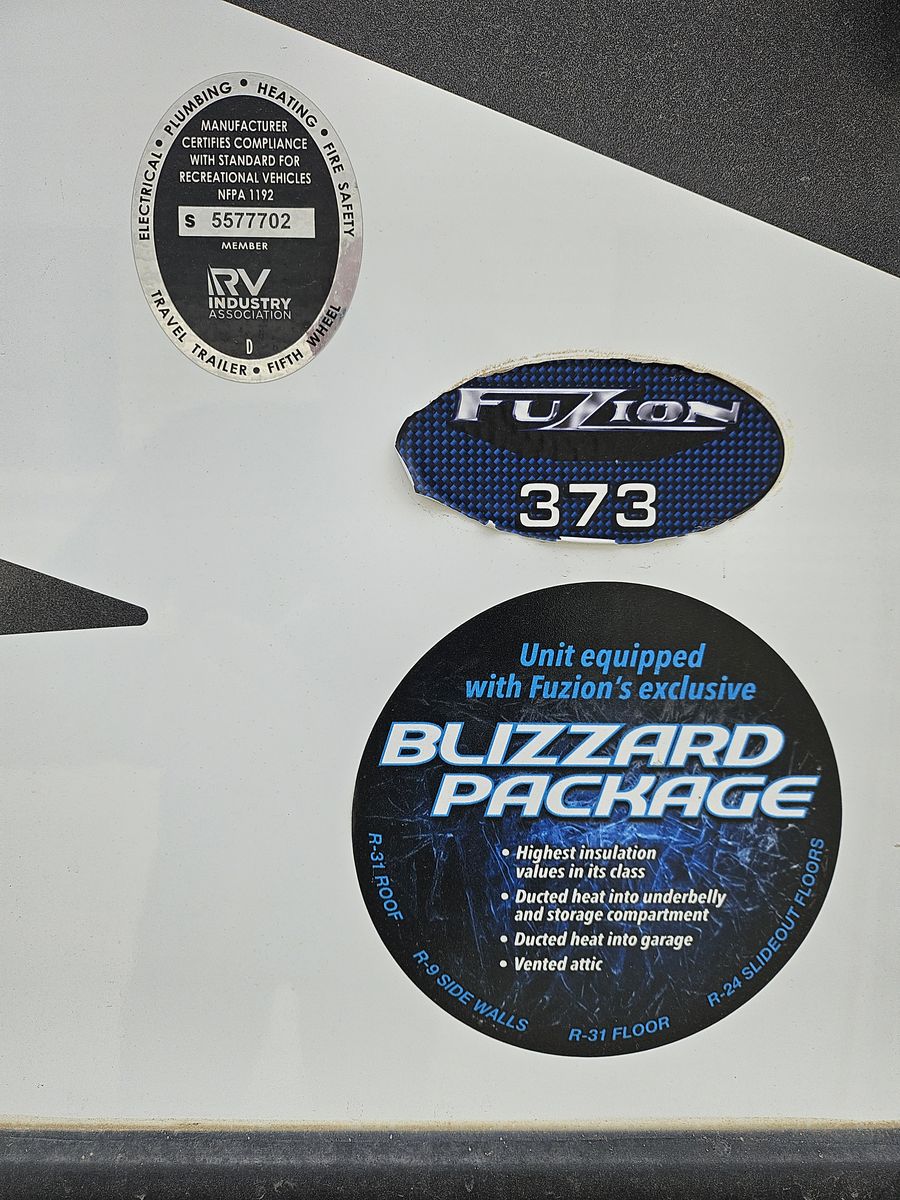 ELECTRICAL • PLUMBING • HEATING • FIRE SAFETY
MANUFACTURER
CERTIFIES COMPLIANCE
WITH STANDARD FOR
RECREATIONAL VEHICLES
NFPA 1192
S 5577702
MEMBER
RV
INDUSTRY
ASSOCIATION
D
TRAVEL TRAILER • FIFTH WHEEL
FUZION
373
Unit equipped
with Fuzion's exclusive
BLIZZARD
PACKAGE
• Highest insulation
values in its class
• Ducted heat into underbelly
and storage compartment
• Ducted heat into garage
• Vented attic
R-31 ROOF
R-9 SIDE WALLS
R-31 FLOOR
R-24 SLIDEOUT FLOORS